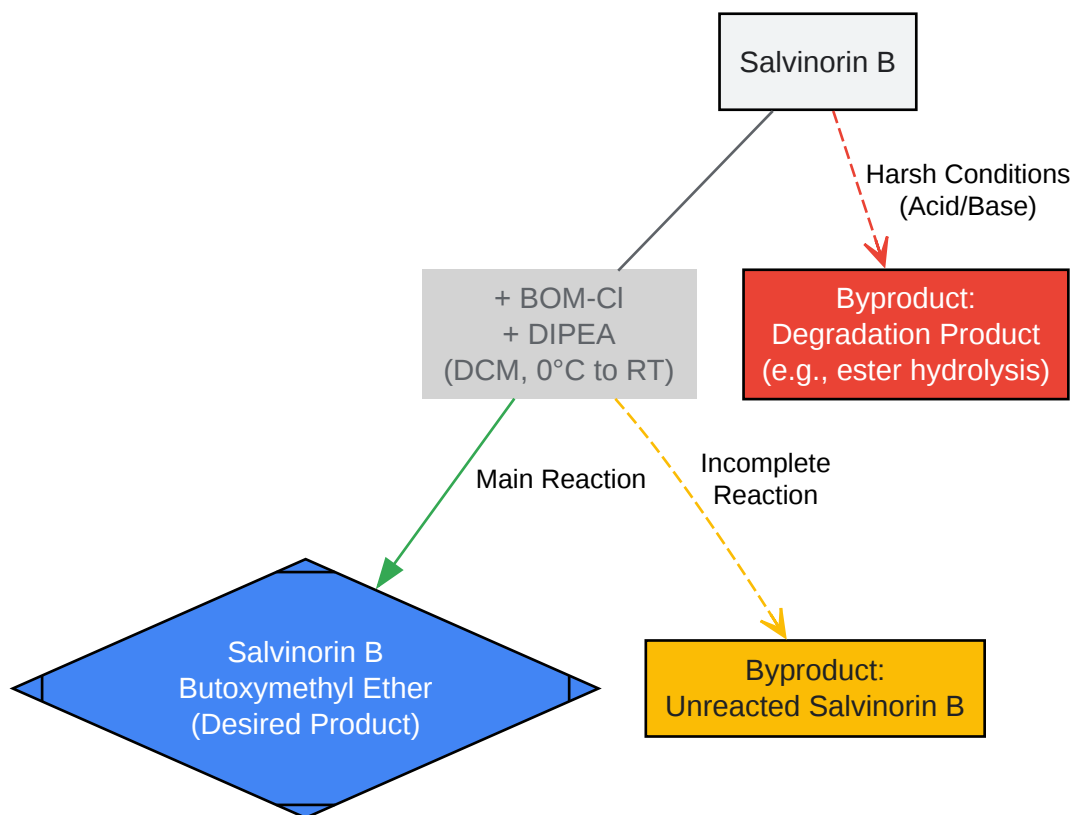 Salvinorin B
Harsh Conditions
(Acid/Base)
+ BOM-Cl
+ DIPEA
(DCM, 0°C to RT)
Byproduct:
Degradation Product
(e.g., ester hydrolysis)
Main Reaction
Incomplete
Reaction
Salvinorin B
Butoxymethyl Ether
(Desired Product)
Byproduct:
Unreacted Salvinorin B